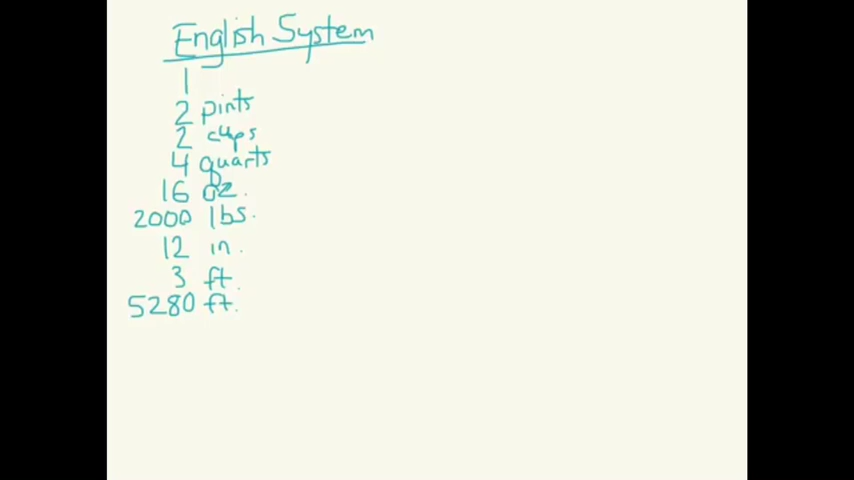 English System
1
2 pints
2 cups
4 quarts
16 oz.
2000 lbs.
12 in.
3 ft.
5280 ft.